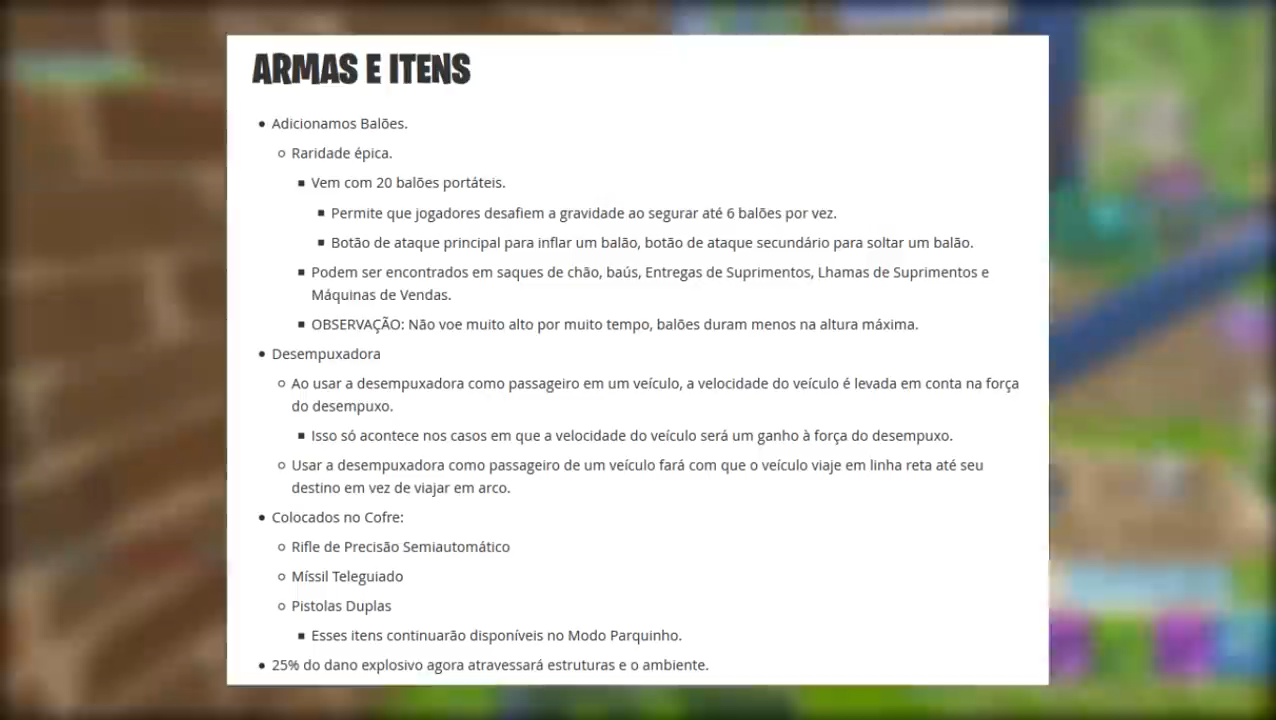 ARMAS E ITENS
Adicionamos Balões.
Raridade épica.
Vem com 20 balões portáteis.
Permite que jogadores desafiem a gravidade ao segurar até 6 balões por vez.
Botão de ataque principal para inflar um balão, botão de ataque secundário para soltar um balão.
Podem ser encontrados em saques de chão, baús, Entregas de Suprimentos, Lhamas de Suprimentos e
Máquinas de Vendas.
OBSERVAÇÃO: Não voe muito alto por muito tempo, balões duram menos na altura máxima.
Desempuxadora
Ao usar a desempuxadora como passageiro em um veículo, a velocidade do veículo é levada em conta na força
do desempuxo.
Isso só acontece nos casos em que a velocidade do veículo será um ganho à força do desempuxo.
Usar a desempuxadora como passageiro de um veículo fará com que o veículo viaje em linha reta até seu
destino em vez de viajar em arco.
Colocados no Cofre:
Rifle de Precisão Semiautomático
Míssil Teleguiado
Pistolas Duplas
Esses itens continuarão disponíveis no Modo Parquinho.
25% do dano explosivo agora atravessará estruturas e o ambiente.